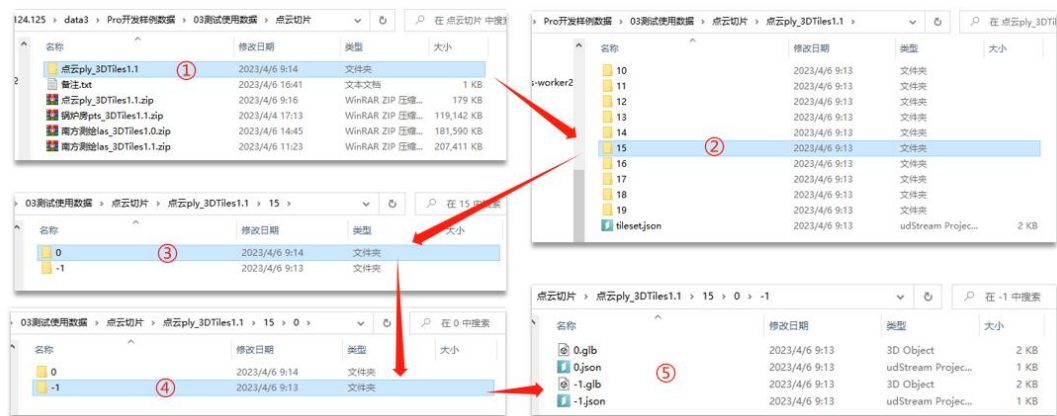 124.125 › data3 › Pro开发样例数据 › 03测试使用数据 › 点云切片
在 点云切片 中搜索
名称 修改日期 类型 大小
点云ply_3DTiles1.1 2023/4/6 9:14 文件夹
备注.txt 2023/4/6 16:41 文本文档 1 KB
点云ply_3DTiles1.1.zip 2023/4/6 9:16 WinRAR ZIP 压缩... 179 KB
锅炉房pts_3DTiles1.1.zip 2023/4/4 17:13 WinRAR ZIP 压缩... 119,142 KB
南方测绘las_3DTiles1.0.zip 2023/4/6 14:45 WinRAR ZIP 压缩... 181,590 KB
南方测绘las_3DTiles1.1.zip 2023/4/6 11:23 WinRAR ZIP 压缩... 207,411 KB
①
› Pro开发样例数据 › 03测试使用数据 › 点云切片 › 点云ply_3DTiles1.1 ›
在 点云ply_3DTil
名称 修改日期 类型 大小
s-worker2
10 2023/4/6 9:13 文件夹
11 2023/4/6 9:13 文件夹
12 2023/4/6 9:13 文件夹
13 2023/4/6 9:13 文件夹
14 2023/4/6 9:13 文件夹
15 2023/4/6 9:13 文件夹
16 2023/4/6 9:13 文件夹
17 2023/4/6 9:13 文件夹
18 2023/4/6 9:13 文件夹
19 2023/4/6 9:13 文件夹
tileset.json 2023/4/6 9:13 udStream Projec... 2 KB
②
› 03测试使用数据 › 点云切片 › 点云ply_3DTiles1.1 › 15 ›
在 15 中搜索
名称 修改日期 类型 大小
0 2023/4/6 9:14 文件夹
-1 2023/4/6 9:13 文件夹
③
› 03测试使用数据 › 点云切片 › 点云ply_3DTiles1.1 › 15 › 0 ›
在 0 中搜索
名称 修改日期 类型 大小
0 2023/4/6 9:14 文件夹
-1 2023/4/6 9:13 文件夹
④
点云切片 › 点云ply_3DTiles1.1 › 15 › 0 › -1
在 -1 中搜索
名称 修改日期 类型 大小
0.glb 2023/4/6 9:13 3D Object 2 KB
0.json 2023/4/6 9:13 udStream Projec... 1 KB
-1.glb 2023/4/6 9:13 3D Object 2 KB
-1.json 2023/4/6 9:13 udStream Projec... 1 KB
⑤